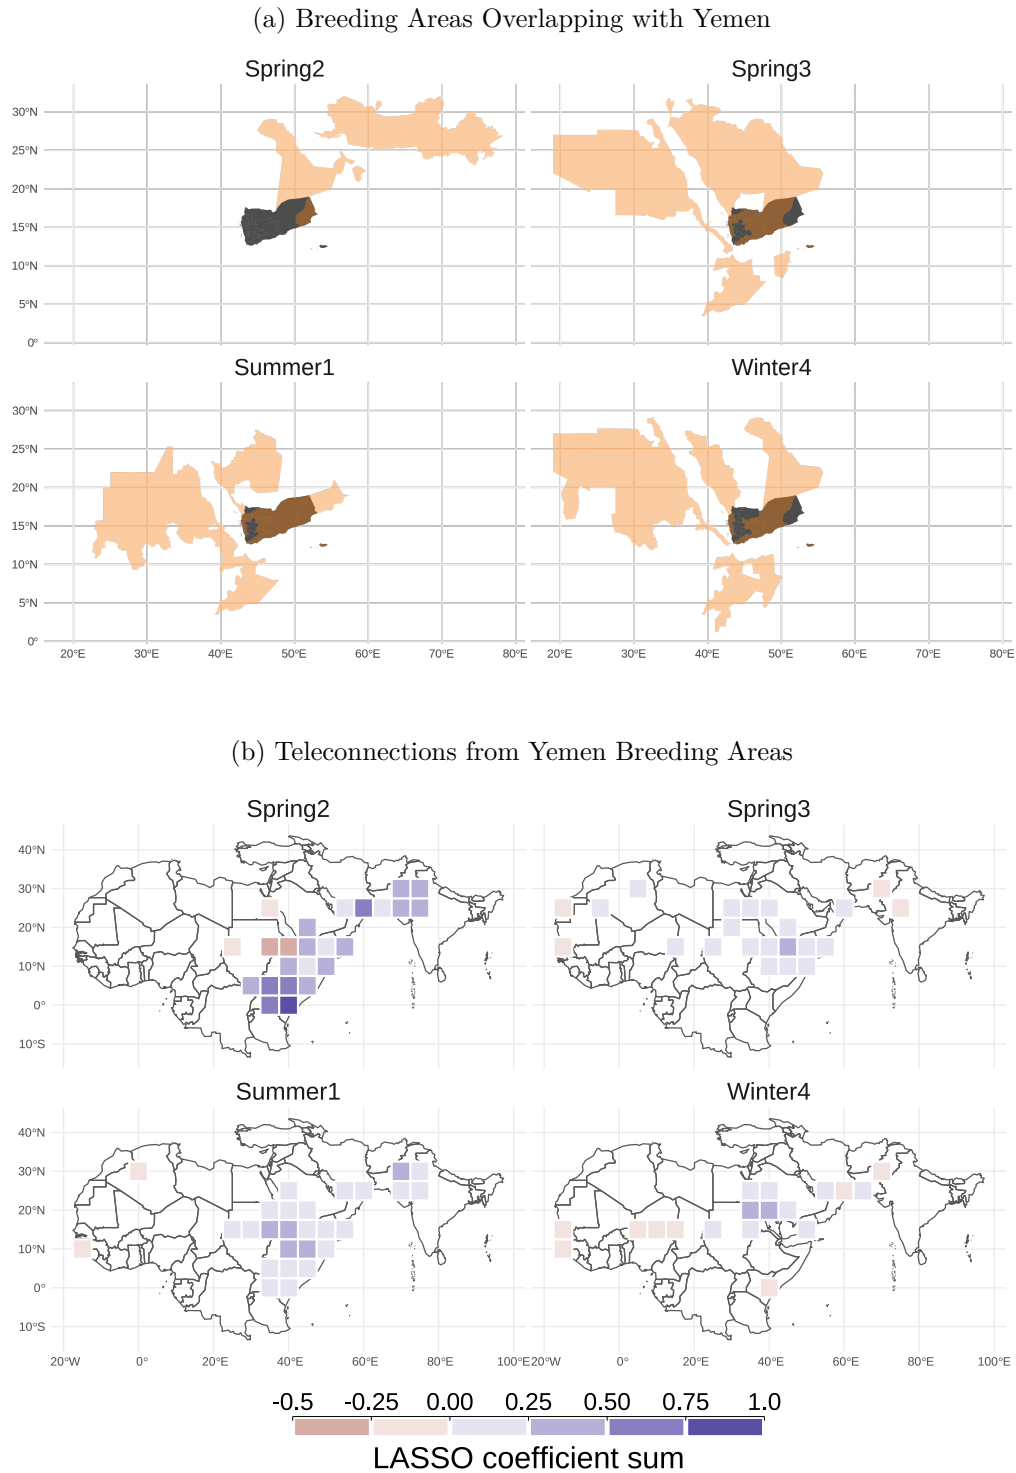 (a) Breeding Areas Overlapping with Yemen
Spring2 Spring3
30°N
25°N
20°N
15°N
10°N
5°N
0°
Summer1 Winter4
30°N
25°N
20°N
15°N
10°N
5°N
0°
20°E 30°E 40°E 50°E 60°E 70°E 80°E 20°E 30°E 40°E 50°E 60°E 70°E 80°E
(b) Teleconnections from Yemen Breeding Areas
Spring2 Spring3
40°N
30°N
20°N
10°N
0°
10°S
Summer1 Winter4
40°N
30°N
20°N
10°N
0°
10°S
20°W 0° 20°E 40°E 60°E 80°E 100°E 20°W 0° 20°E 40°E 60°E 80°E 100°E
-0.5 -0.25 0.00 0.25 0.50 0.75 1.0
LASSO coefficient sum